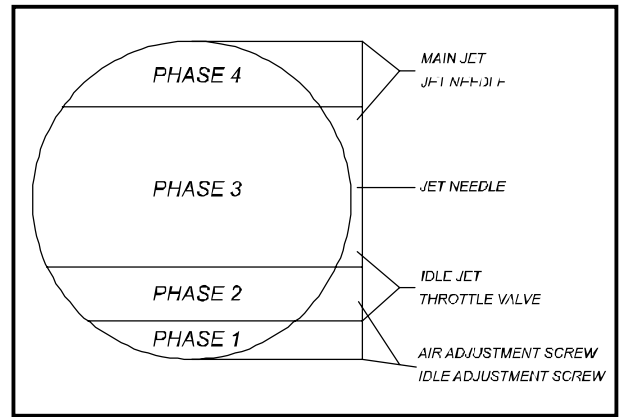 PHASE 4
PHASE 3
PHASE 2
PHASE 1
MAIN JET
JET NEEDLE
JET NEEDLE
IDLE JET
THROTTLE VALVE
AIR ADJUSTMENT SCREW
IDLE ADJUSTMENT SCREW